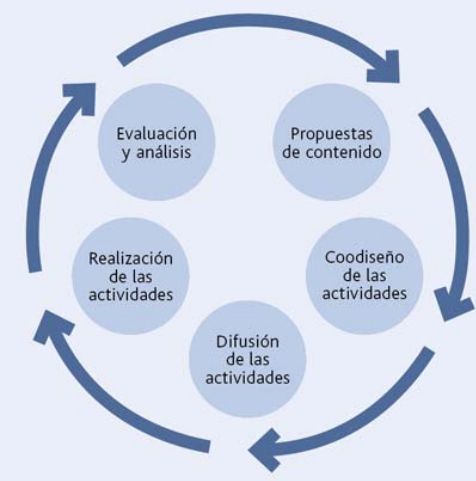 Evaluación
y análisis
Propuestas
de contenido
Realización
de las
actividades
Coodiseño
de las
actividades
Difusión
de las
actividades